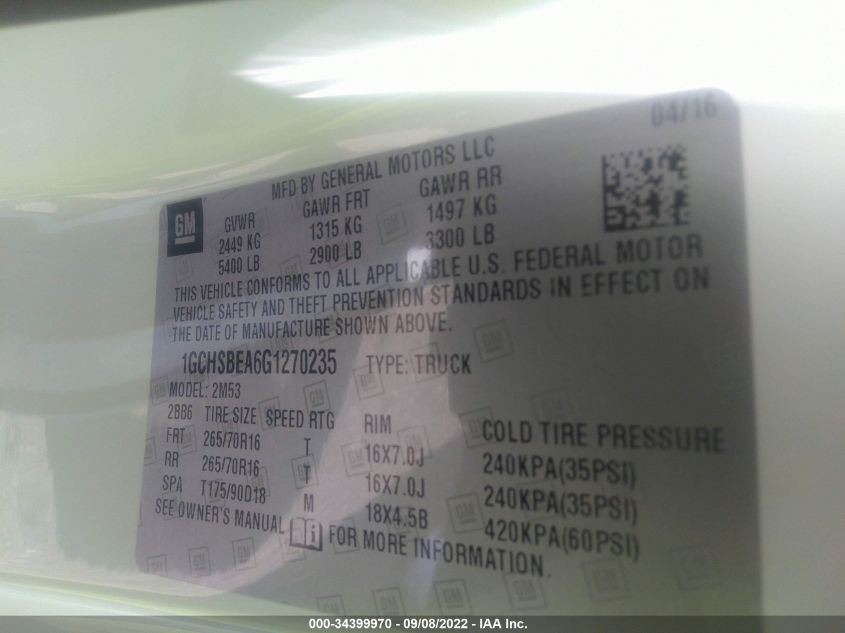 04/16
MFD BY GENERAL MOTORS LLC
GM
GVWR GAWR FRT GAWR RR
2449 KG 1315 KG 1497 KG
5400 LB 2900 LB 3300 LB
THIS VEHICLE CONFORMS TO ALL APPLICABLE U.S. FEDERAL MOTOR
VEHICLE SAFETY AND THEFT PREVENTION STANDARDS IN EFFECT ON
THE DATE OF MANUFACTURE SHOWN ABOVE.
1GCHSBEA6G1270235 TYPE: TRUCK
MODEL: 2M53
2BB6 TIRE SIZE SPEED RTG RIM COLD TIRE PRESSURE
FRT 265/70R16 T 16X7.0J 240KPA(35PSI)
RR 265/70R16 T 16X7.0J 240KPA(35PSI)
SPA T175/90D18 M 18X4.5B 420KPA(60PSI)
SEE OWNER'S MANUAL FOR MORE INFORMATION.
000-34399970 - 09/08/2022 - IAA Inc.